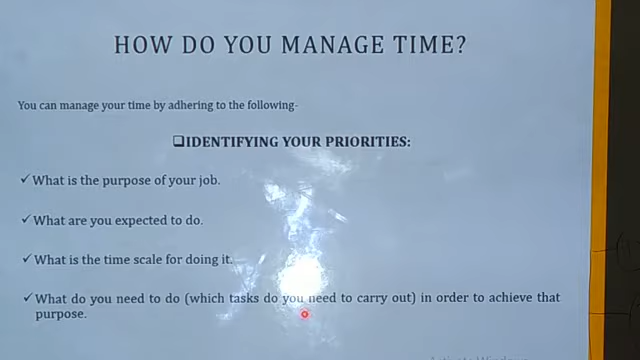 HOW DO YOU MANAGE TIME?
You can manage your time by adhering to the following-
❑IDENTIFYING YOUR PRIORITIES:
✓ What is the purpose of your job.
✓ What are you expected to do.
✓ What is the time scale for doing it.
✓ What do you need to do (which tasks do you need to carry out) in order to achieve that
purpose.